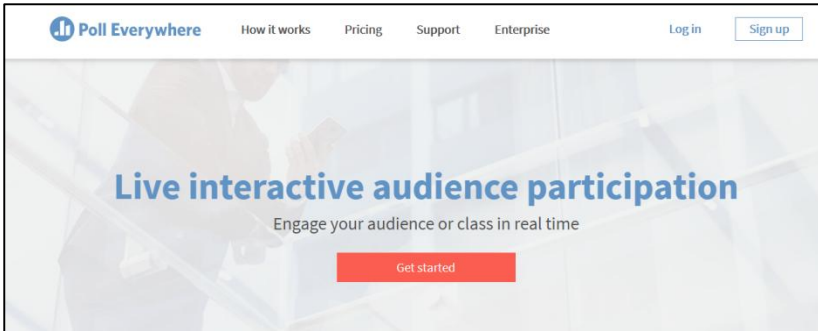 Poll Everywhere How it works Pricing Support Enterprise Log in Sign up
Live interactive audience participation
Engage your audience or class in real time
Get started